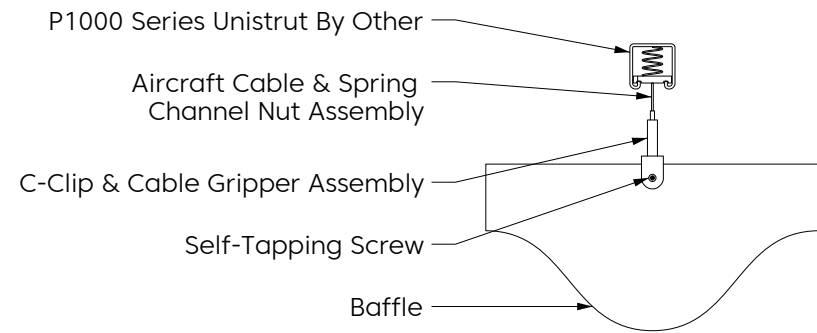 P1000 Series Unistrut By Other
Aircraft Cable & Spring
Channel Nut Assembly
C-Clip & Cable Gripper Assembly
Self-Tapping Screw
Baffle